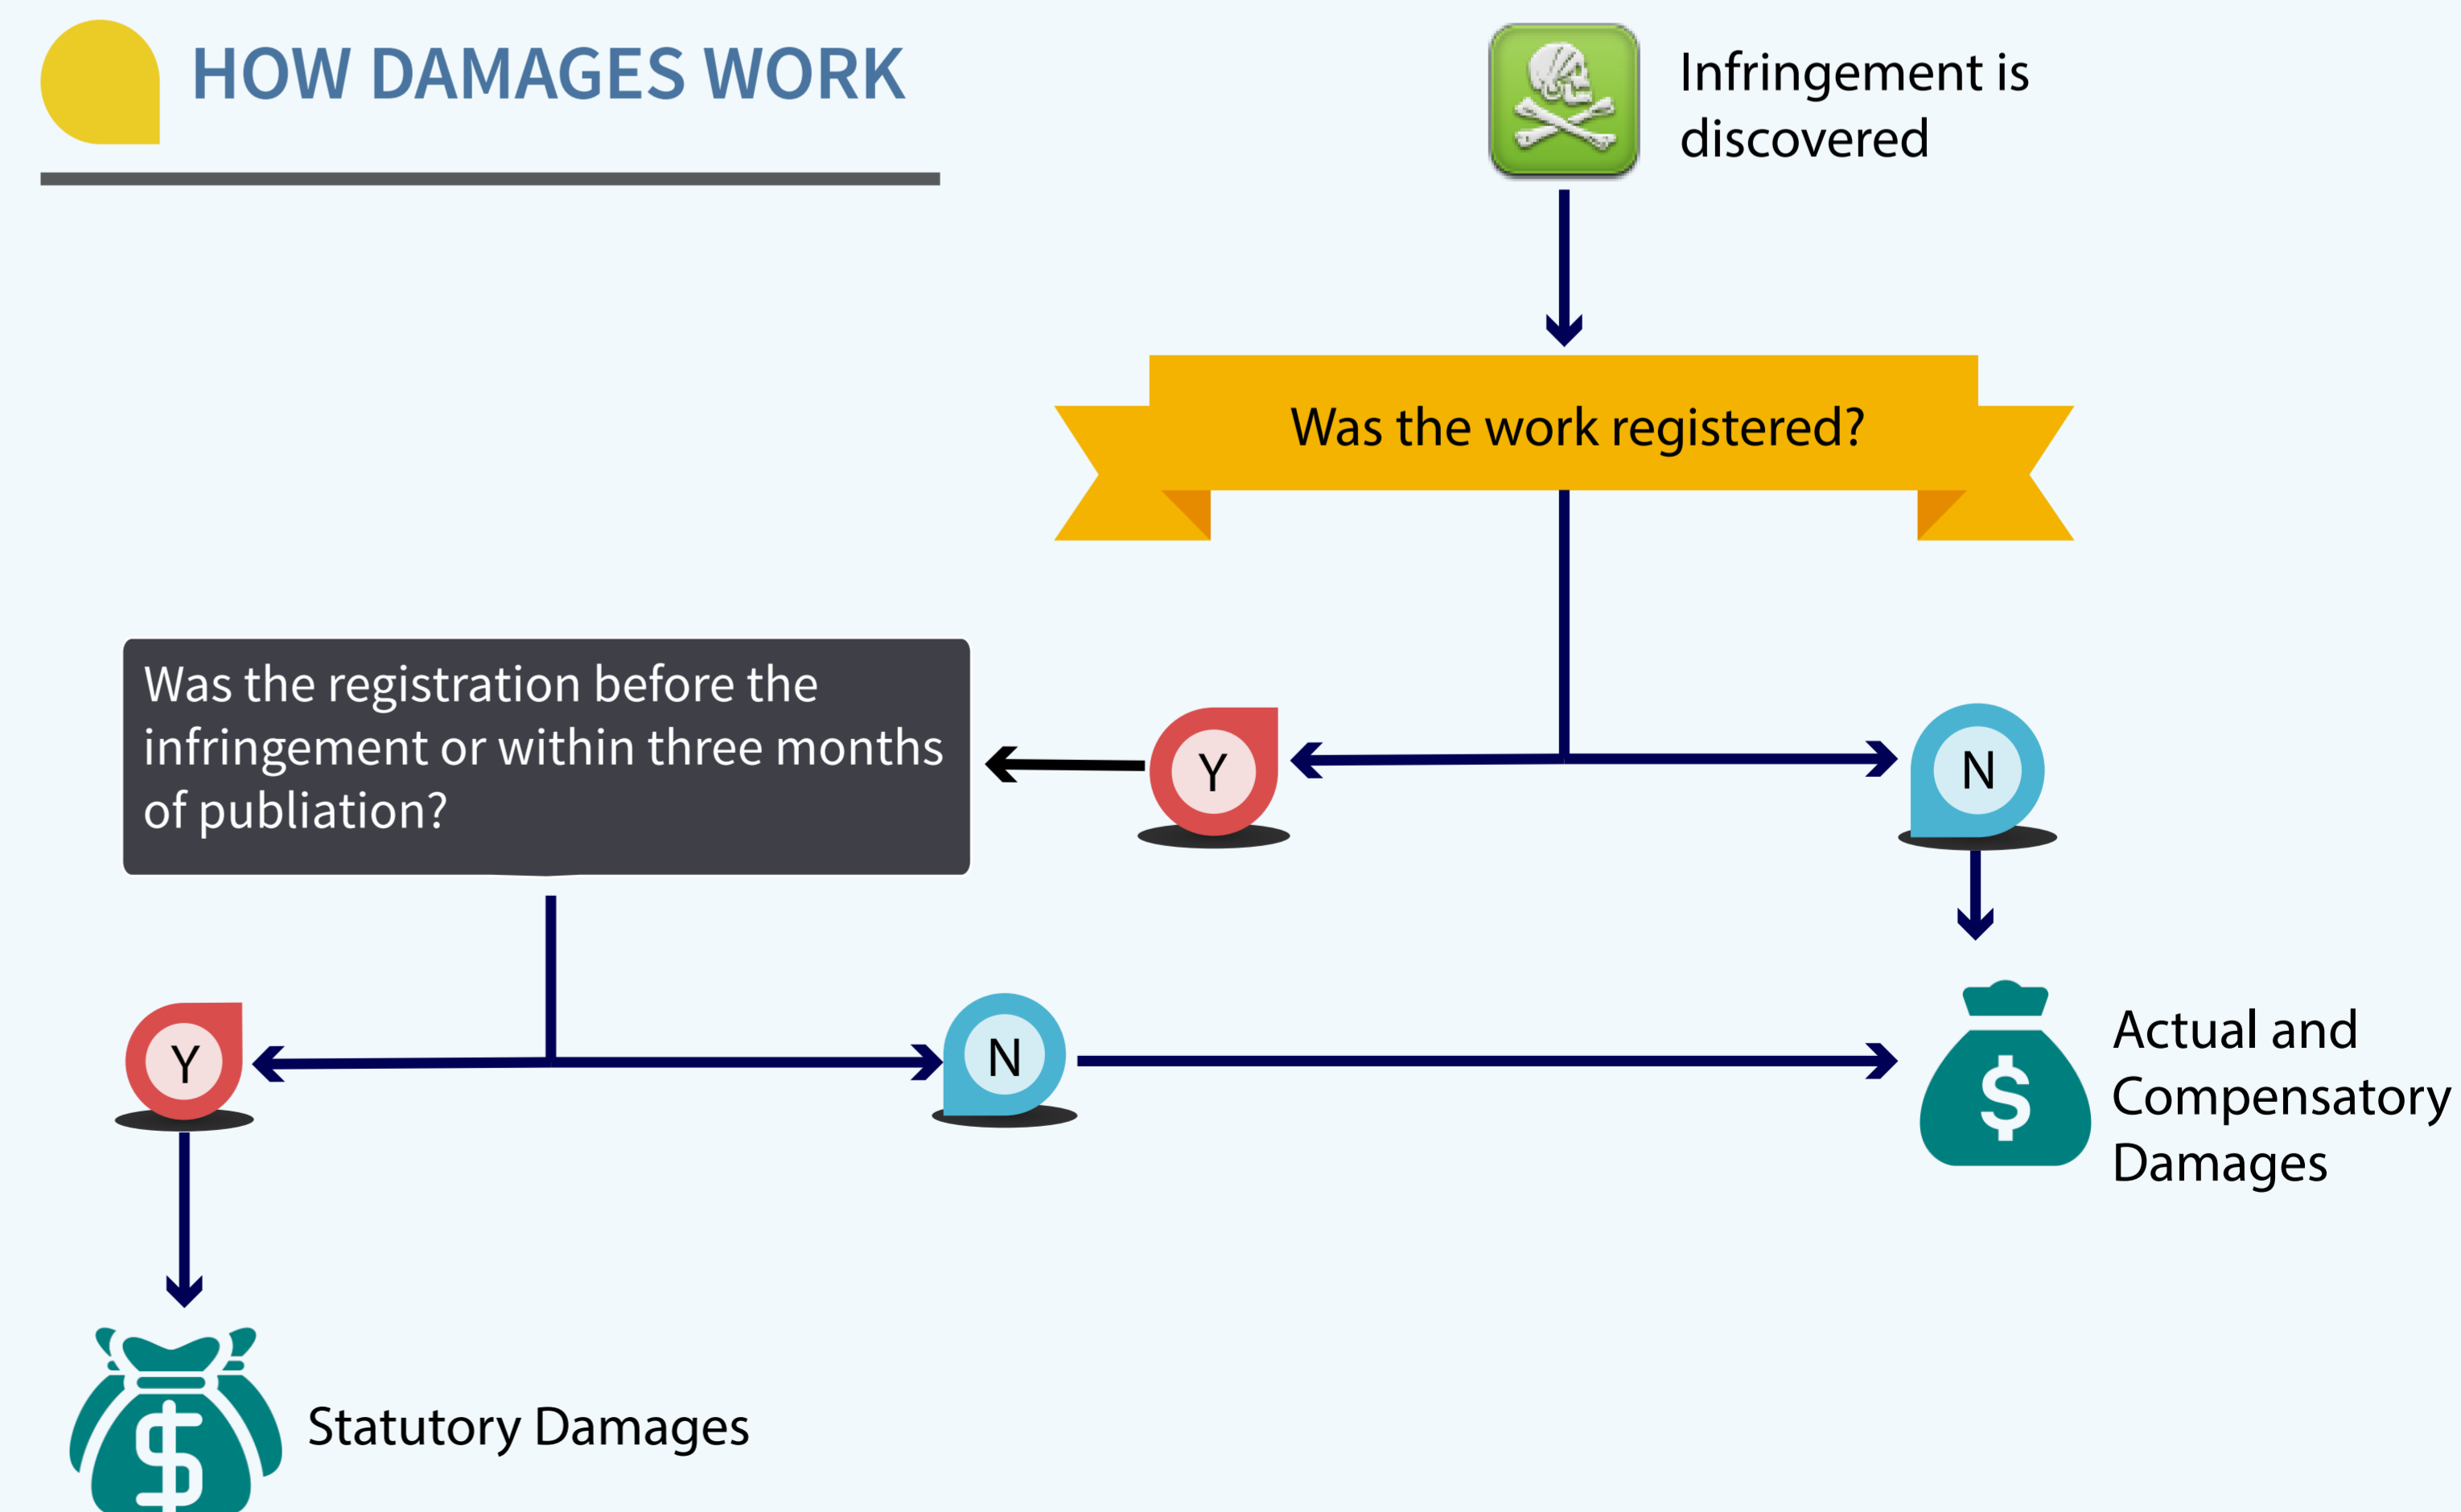 HOW DAMAGES WORK
Infringement is
discovered
Was the work registered?
Was the registration before the
infringement or within three months
of publiation?
Y
N
Y
N
$
Actual and
Compensatory
Damages
$
Statutory Damages